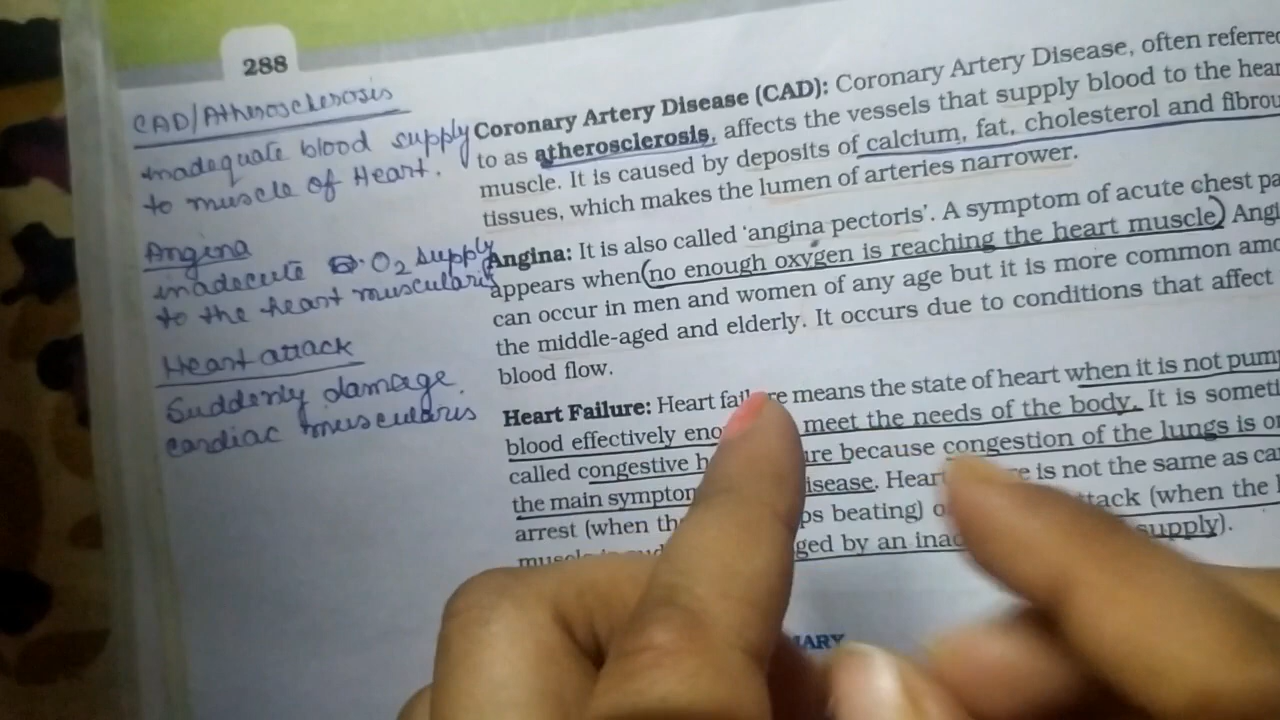 288
CAD/Atherosclerosis
inadequate blood supply
to muscle of Heart.
Angina
inadecute O2 supply
to the heart muscularis
Heart attack
Suddenly damage
cardiac muscularis
Coronary Artery Disease (CAD): Coronary Artery Disease, often referred
to as atherosclerosis, affects the vessels that supply blood to the hear
muscle. It is caused by deposits of calcium, fat, cholesterol and fibrou
tissues, which makes the lumen of arteries narrower.
Angina: It is also called 'angina pectoris'. A symptom of acute chest pa
appears when (no enough oxygen is reaching the heart muscle) Angi
can occur in men and women of any age but it is more common amo
the middle-aged and elderly. It occurs due to conditions that affect
blood flow.
Heart Failure: Heart failure means the state of heart when it is not pump
blood effectively eno meet the needs of the body. It is someti
called congestive h ure because congestion of the lungs is o
the main symptom isease. Heart e is not the same as ca
arrest (when th ps beating) o ttack (when the
ged by an ina supply).
MARY